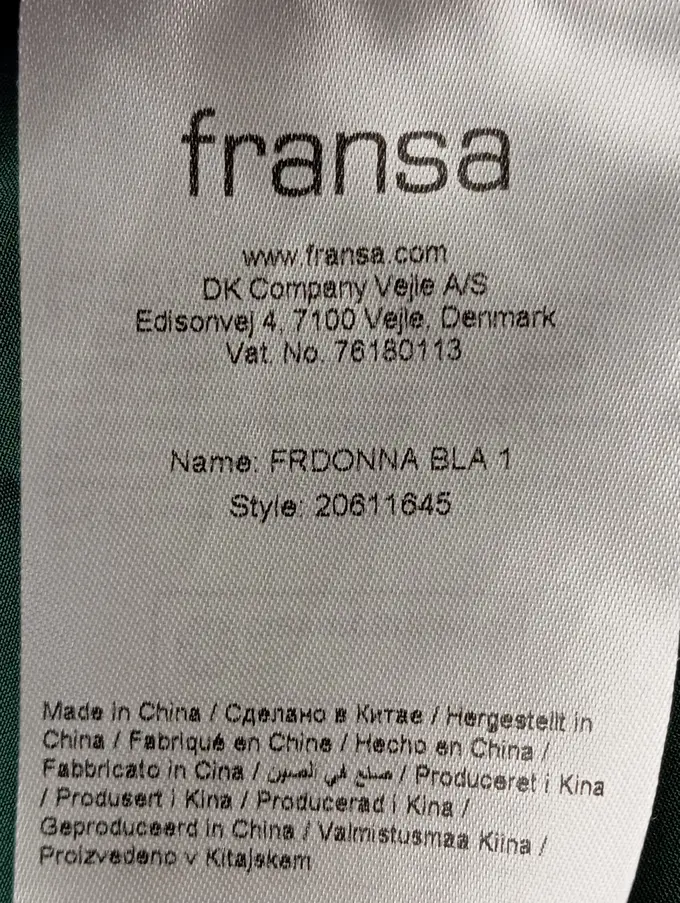 fransa
www.fransa.com
DK Company Vejle A/S
Edisonvej 4, 7100 Vejle, Denmark
Vat. No. 76180113
Name: FRDONNA BLA 1
Style: 20611645
Made in China / Сделано в Китае / Hergestellt in
China / Fabriqué en Chine / Hecho en China /
Fabbricato in Cina / صنع في الصين / Produceret i Kina
/ Produsert i Kina / Producerad i Kina /
Geproduceerd in China / Valmistusmaa Kiina /
Proizvedeno v Kitajskem